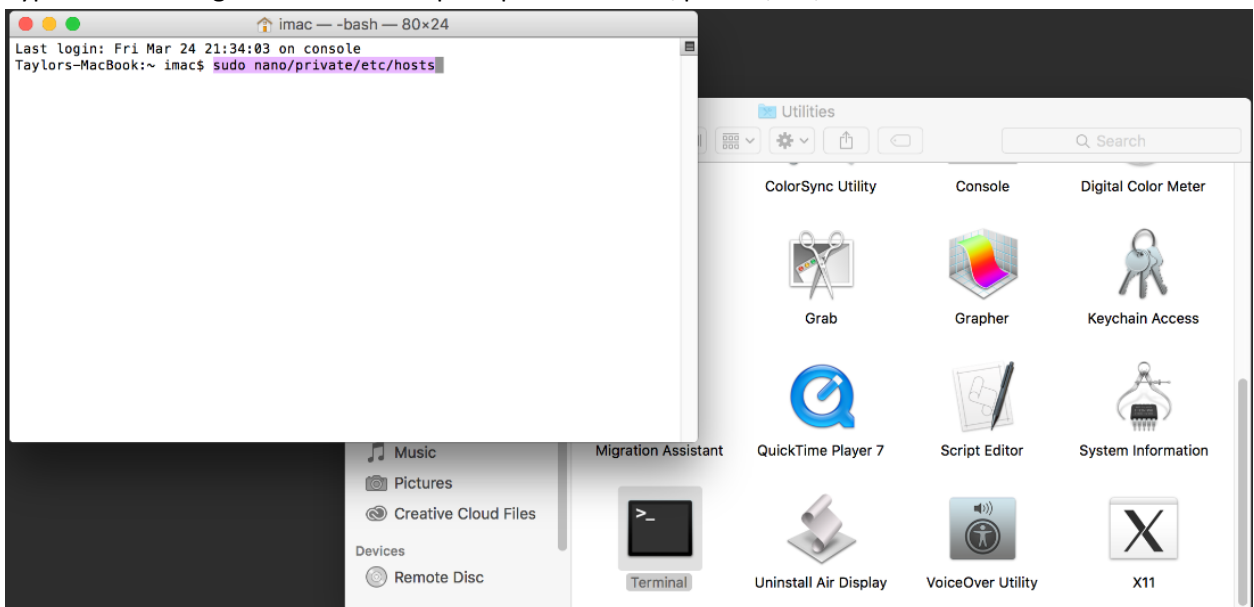 imac — -bash — 80×24
Last login: Fri Mar 24 21:34:03 on console
Taylors-MacBook:~ imac$ sudo nano/private/etc/hosts
Utilities
Search
ColorSync Utility
Console
Digital Color Meter
Grab
Grapher
Keychain Access
Migration Assistant
QuickTime Player 7
Script Editor
System Information
Music
Pictures
Creative Cloud Files
Devices
Remote Disc
>_
Terminal
Uninstall Air Display
VoiceOver Utility
X
X11